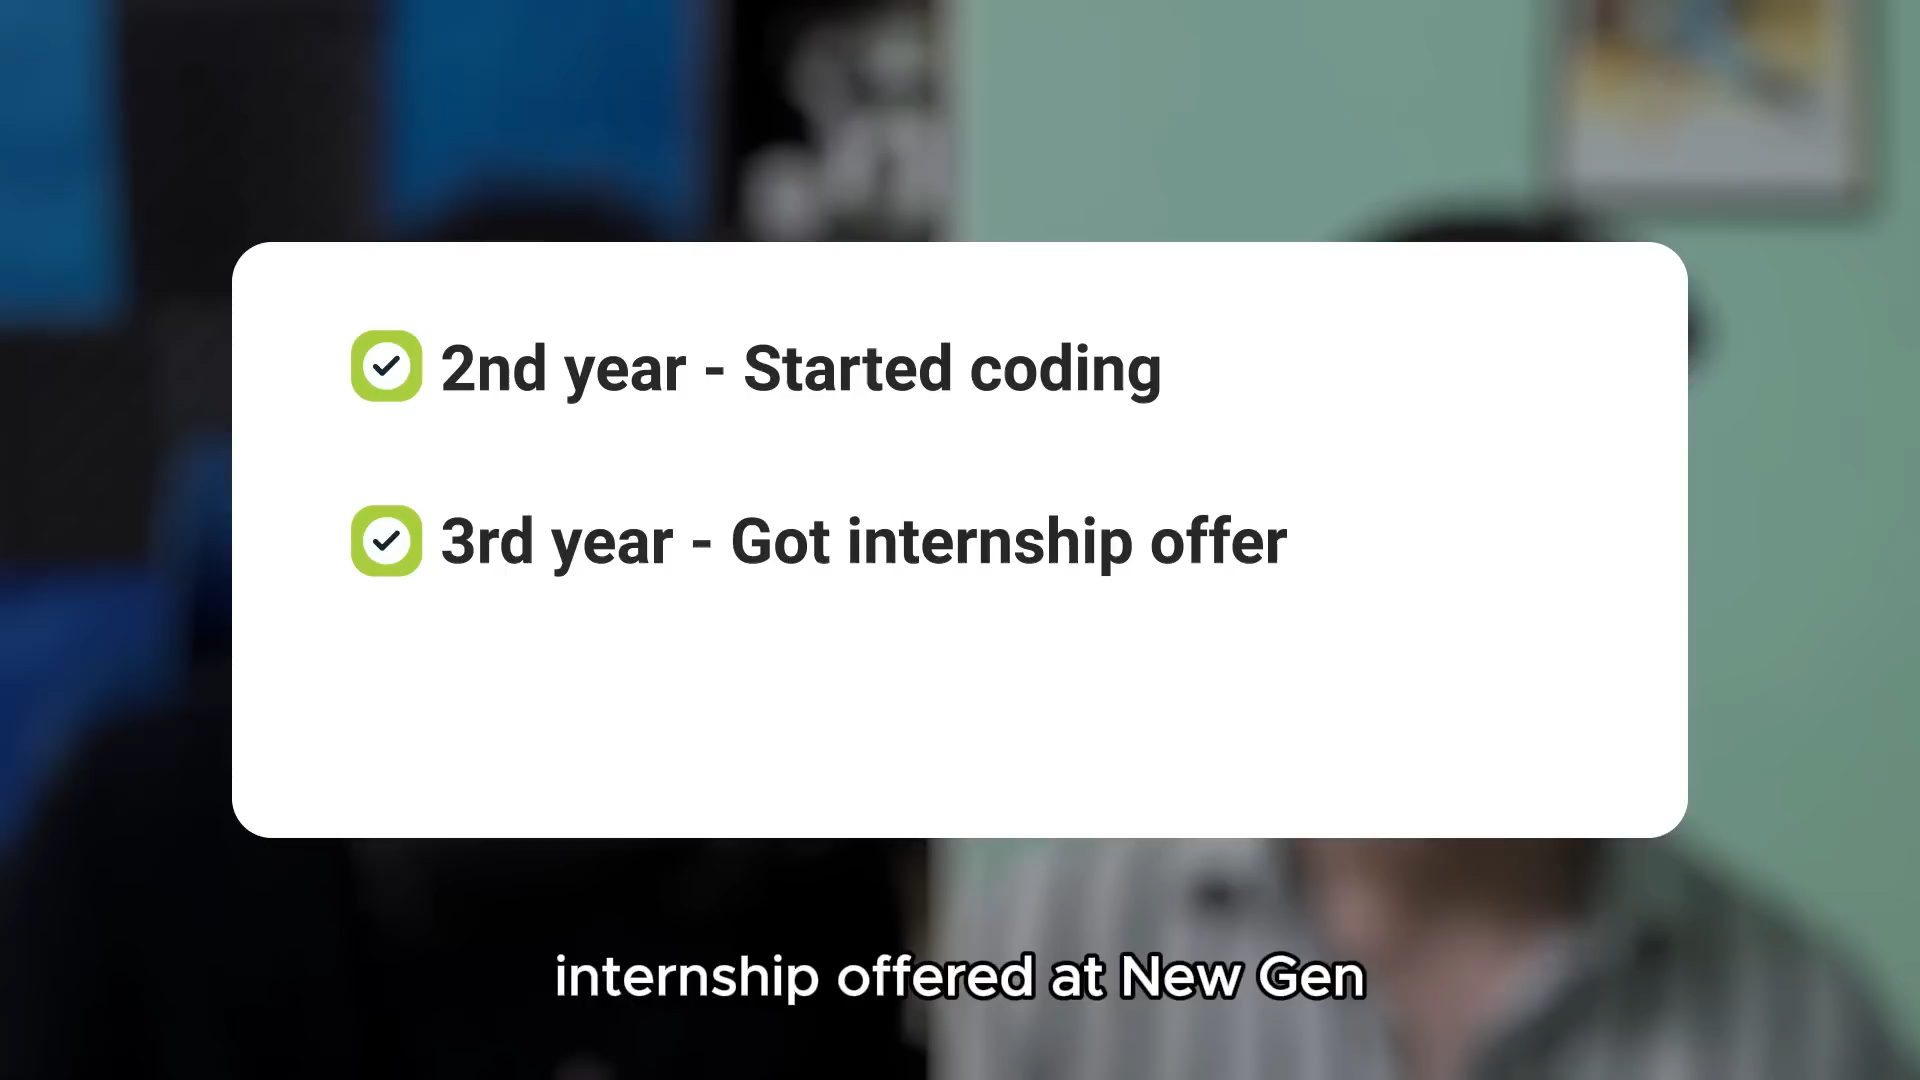 2nd year - Started coding
3rd year - Got internship offer
internship offered at New Gen